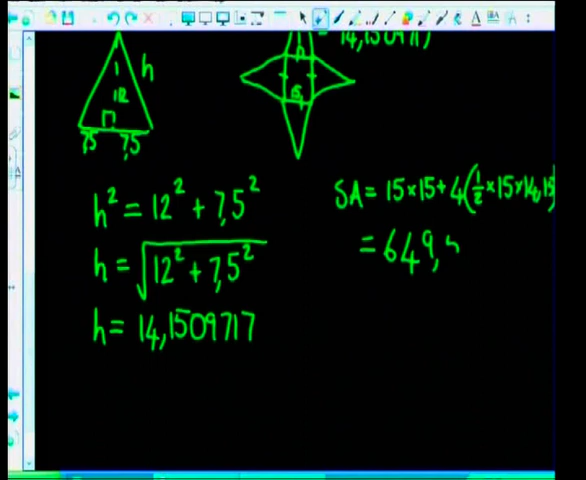 h
12
7,5 7,5
15
14,1509717
h² = 12² + 7,5²
h = √12² + 7,5²
h = 14,1509717
SA = 15×15+ 4(½×15×14,15
= 649,